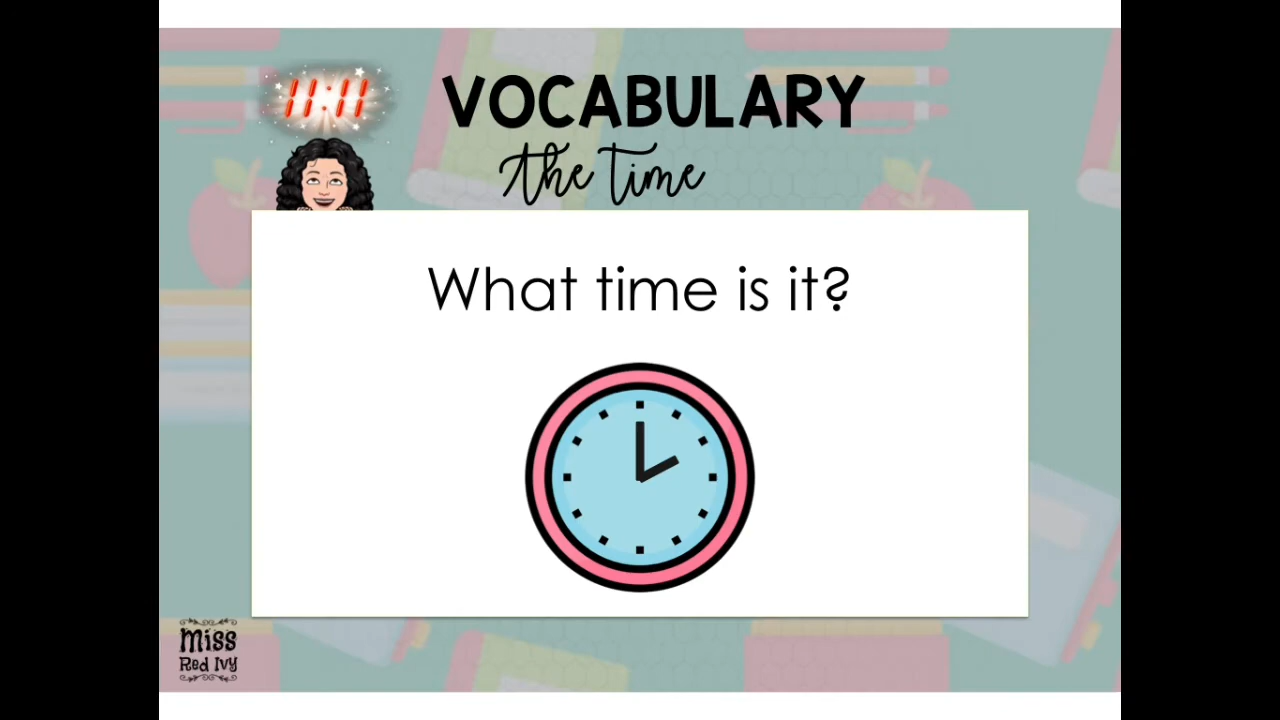 11:11
VOCABULARY
the time
What time is it?
Miss
Red Ivy